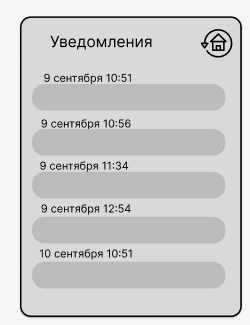 Уведомления
9 сентября 10:51
9 сентября 10:56
9 сентября 11:34
9 сентября 12:54
10 сентября 10:51